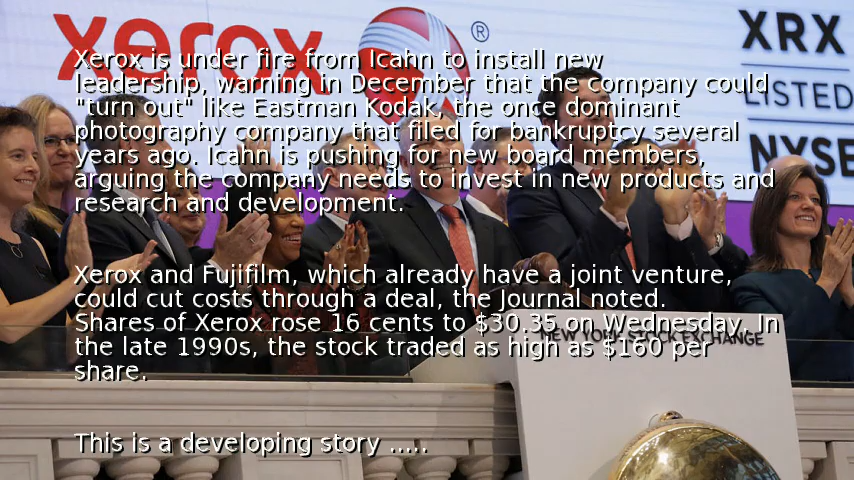 xerox ®
XRX
LISTED
NYSE
Xerox is under fire from Icahn to install new
leadership, warning in December that the company could
"turn out" like Eastman Kodak, the once dominant
photography company that filed for bankruptcy several
years ago. Icahn is pushing for new board members,
arguing the company needs to invest in new products and
research and development.
Xerox and Fujifilm, which already have a joint venture,
could cut costs through a deal, the Journal noted.
Shares of Xerox rose 16 cents to $30.35 on Wednesday. In
the late 1990s, the stock traded as high as $160 per
share.
NEW YORK STOCK EXCHANGE
This is a developing story .....